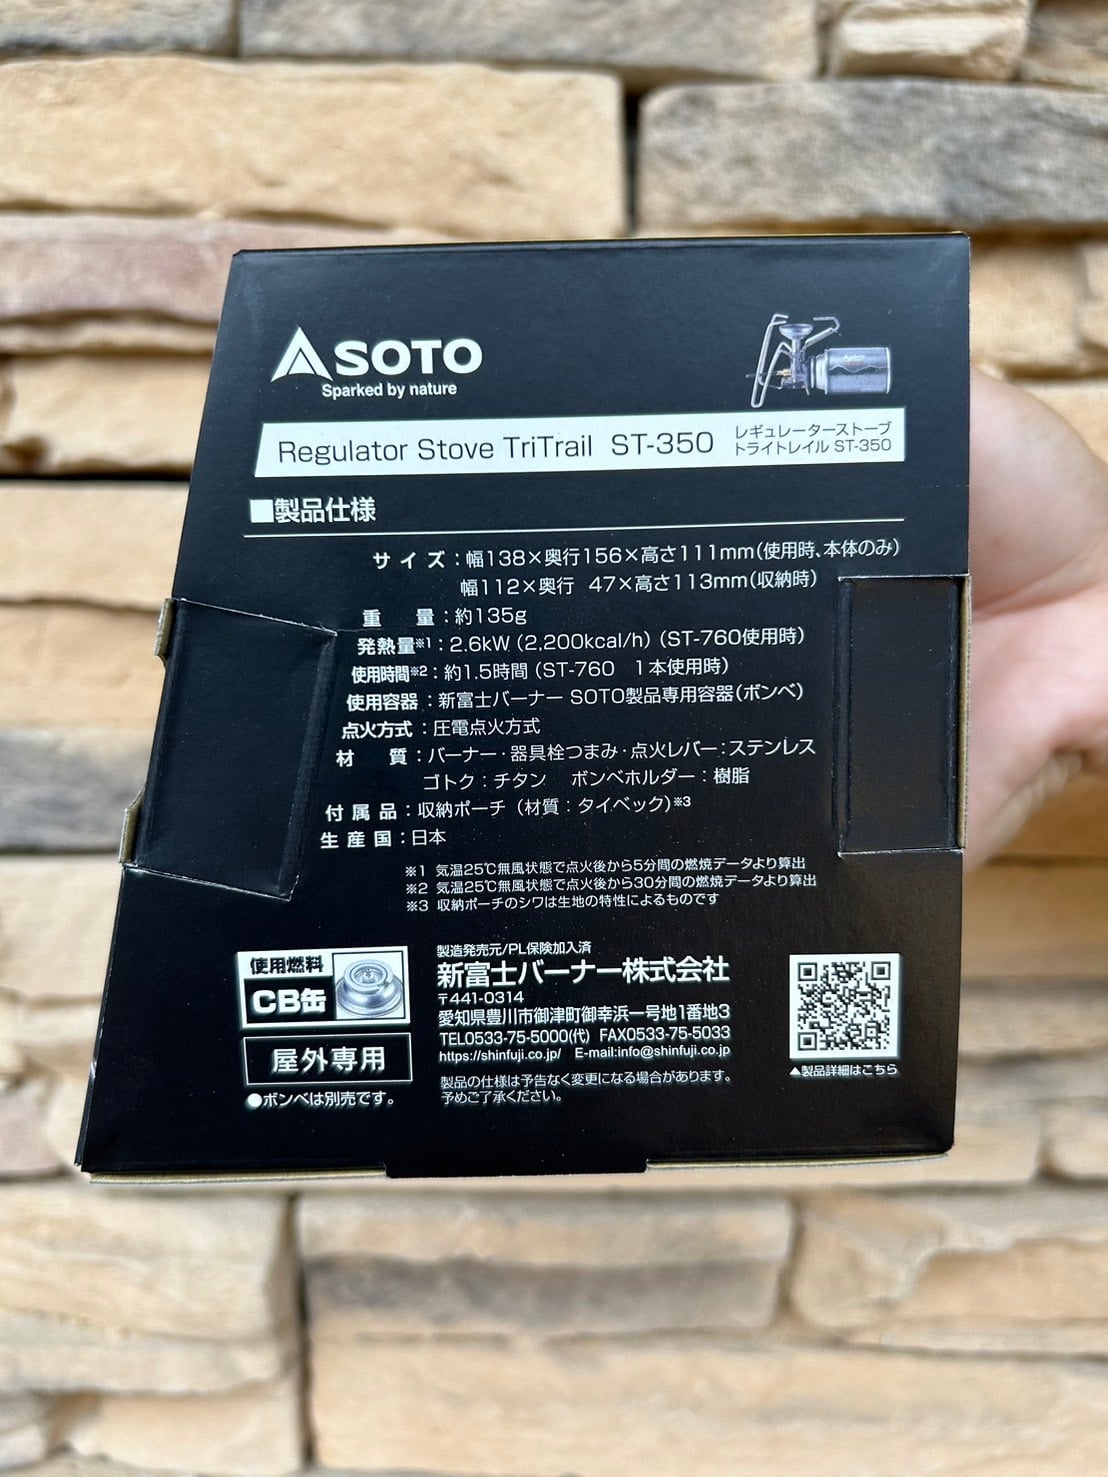 SOTO
Sparked by nature
Regulator Stove TriTrail ST-350 レギュレーターストーブ
トライトレイル ST-350
■製品仕様
サイズ：幅138×奥行156×高さ111mm（使用時、本体のみ）
幅112×奥行 47×高さ113mm（収納時）
重量：約135g
発熱量※1：2.6kW（2,200kcal/h）（ST-760使用時）
使用時間※2：約1.5時間（ST-760 1本使用時）
使用容器：新富士バーナー SOTO製品専用容器（ボンベ）
点火方式：圧電点火方式
材質：バーナー・器具栓つまみ・点火レバー：ステンレス
ゴトク：チタン ボンベホルダー：樹脂
付属品：収納ポーチ（材質：タイベック）※3
生産国：日本
※1 気温25℃無風状態で点火後から5分間の燃焼データより算出
※2 気温25℃無風状態で点火後から30分間の燃焼データより算出
※3 収納ポーチのシワは生地の特性によるものです
使用燃料
CB缶
屋外専用
●ボンベは別売です。
製造発売元/PL保険加入済
新富士バーナー株式会社
〒441-0314
愛知県豊川市御津町御幸浜一号地1番地3
TEL0533-75-5000(代) FAX0533-75-5033
https://shinfuji.co.jp/ E-mail:info@shinfuji.co.jp
製品の仕様は予告なく変更になる場合があります。
予めご了承ください。
▲製品詳細はこちら